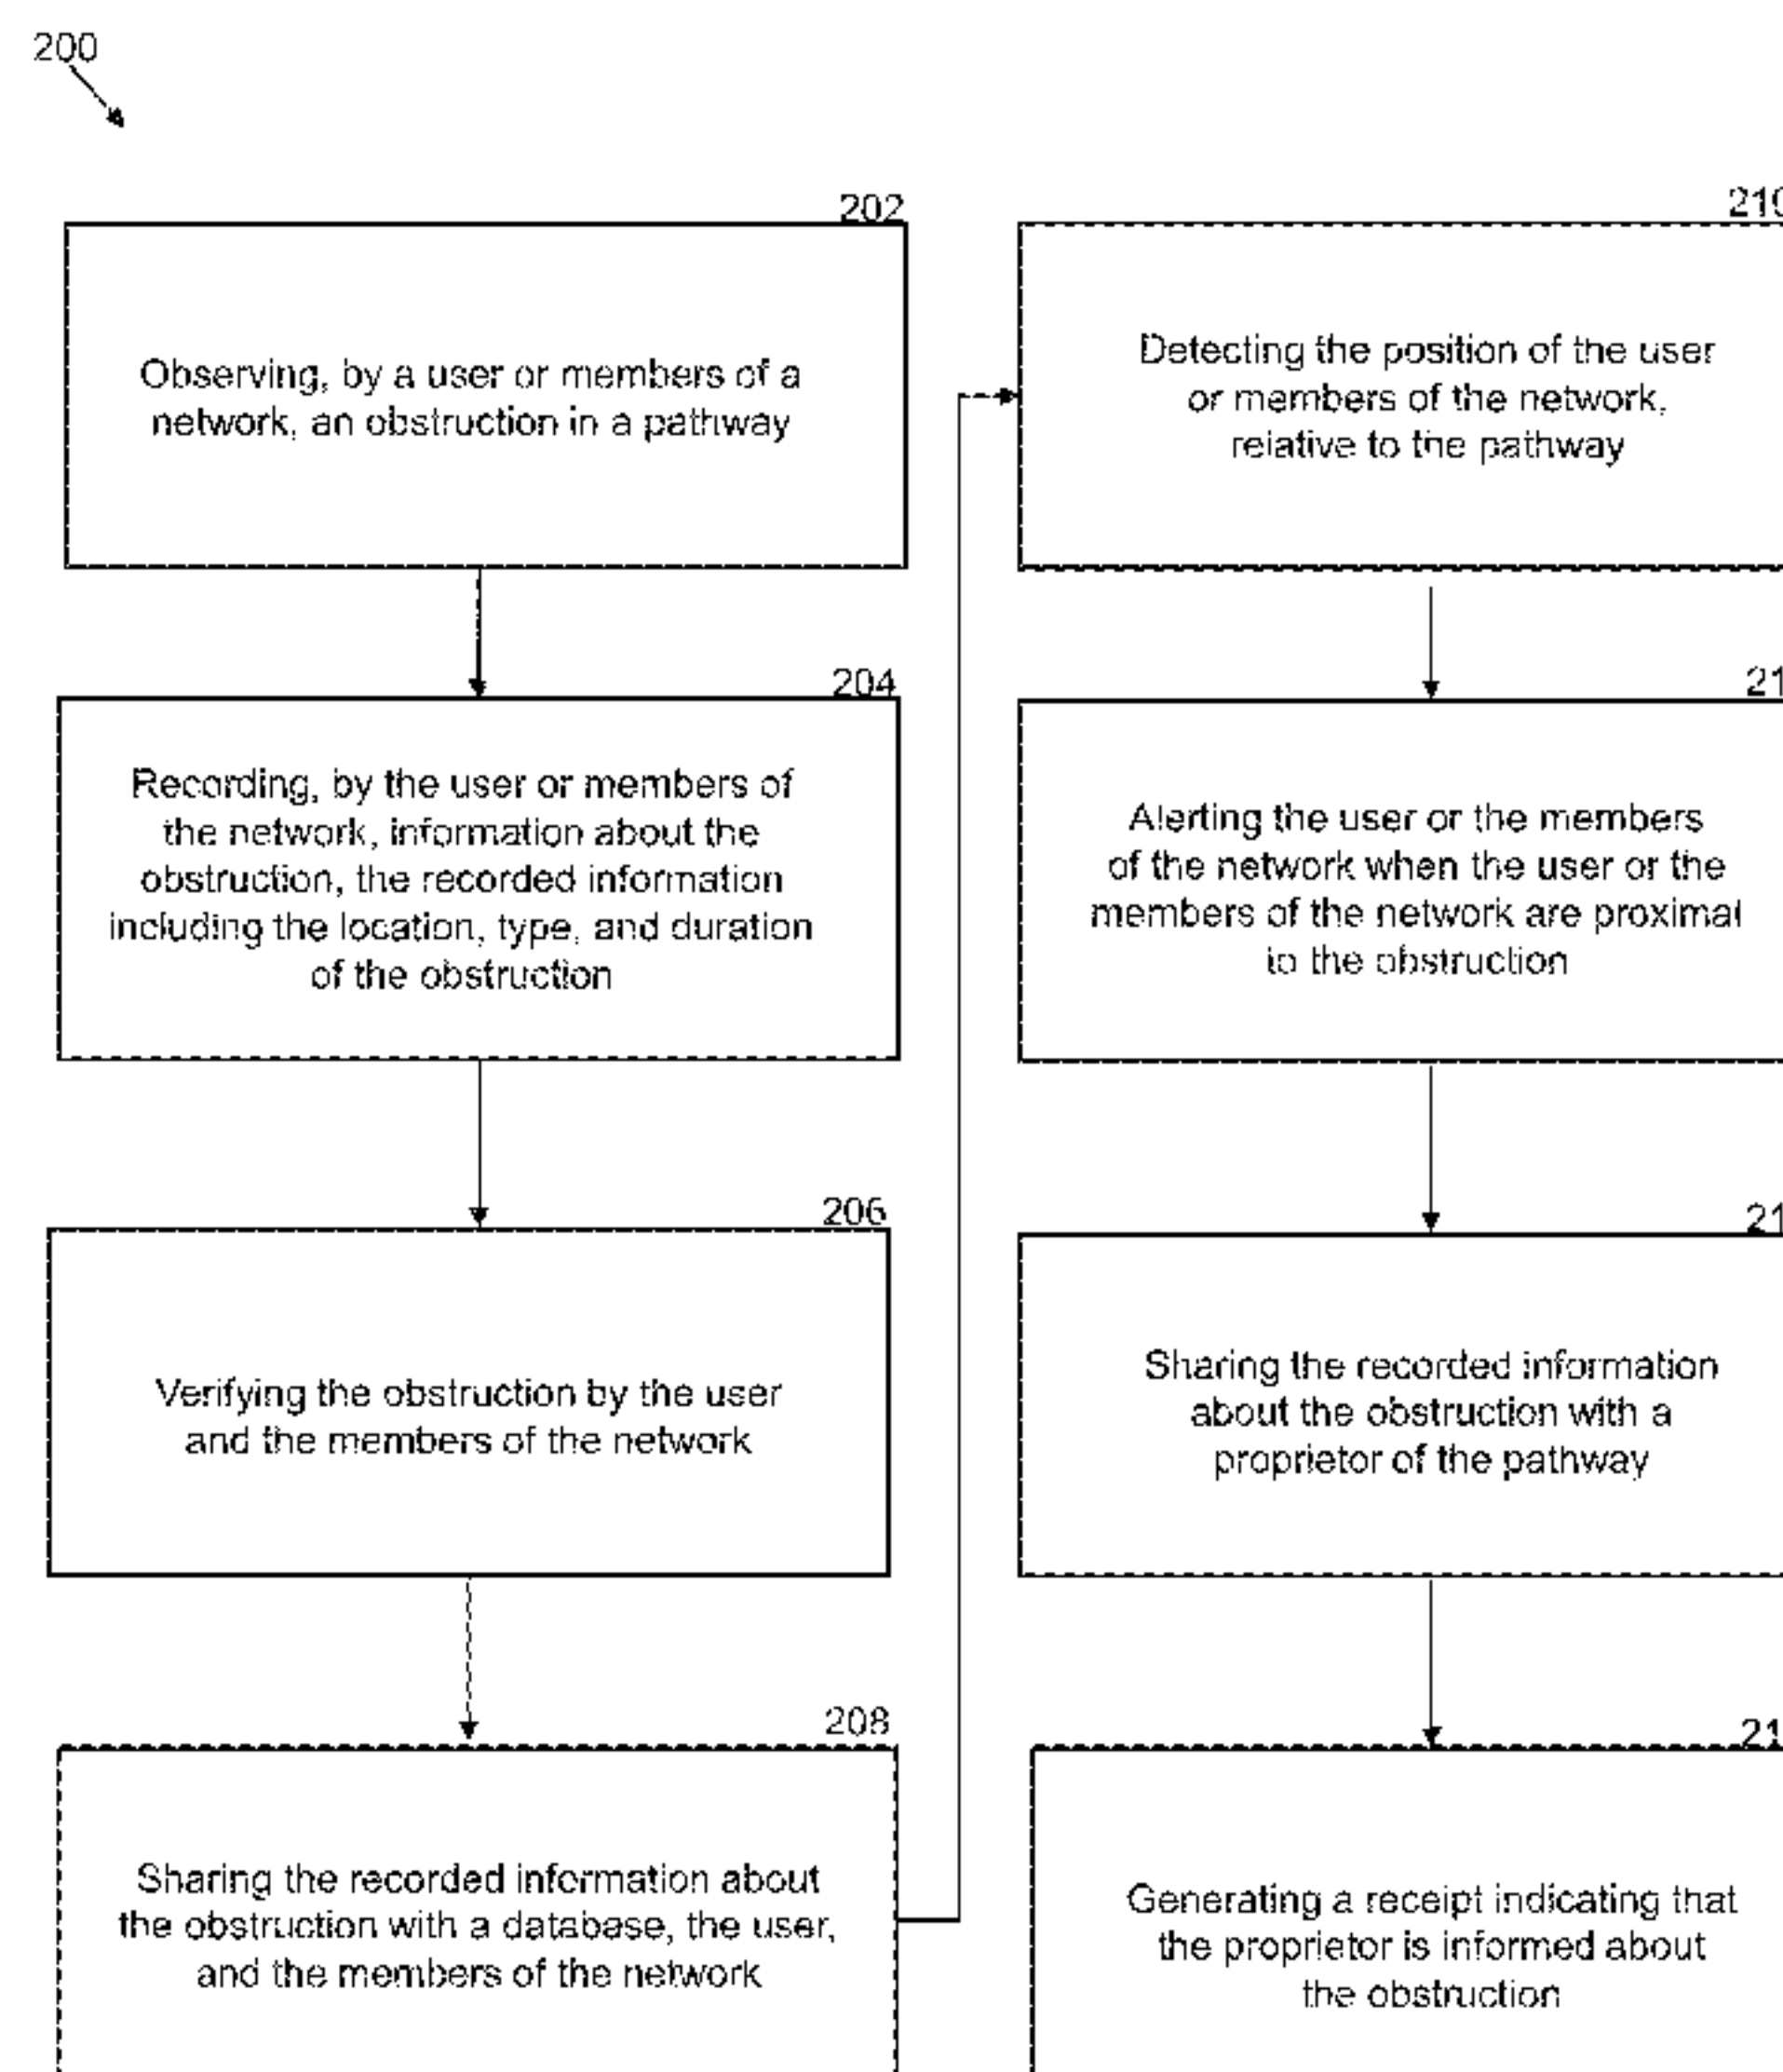 200
202
Observing, by a user or members of a
network, an obstruction in a pathway
204
Recording, by the user or members of
the network, information about the
obstruction, the recorded information
including the location, type, and duration
of the obstruction
206
Verifying the obstruction by the user
and the members of the network
208
Sharing the recorded information about
the obstruction with a database, the user,
and the members of the network
210
Detecting the position of the user
or members of the network,
relative to the pathway
21
Alerting the user or the members
of the network when the user or the
members of the network are proximal
to the obstruction
21
Sharing the recorded information
about the obstruction with a
proprietor of the pathway
21
Generating a receipt indicating that
the proprietor is informed about
the obstruction